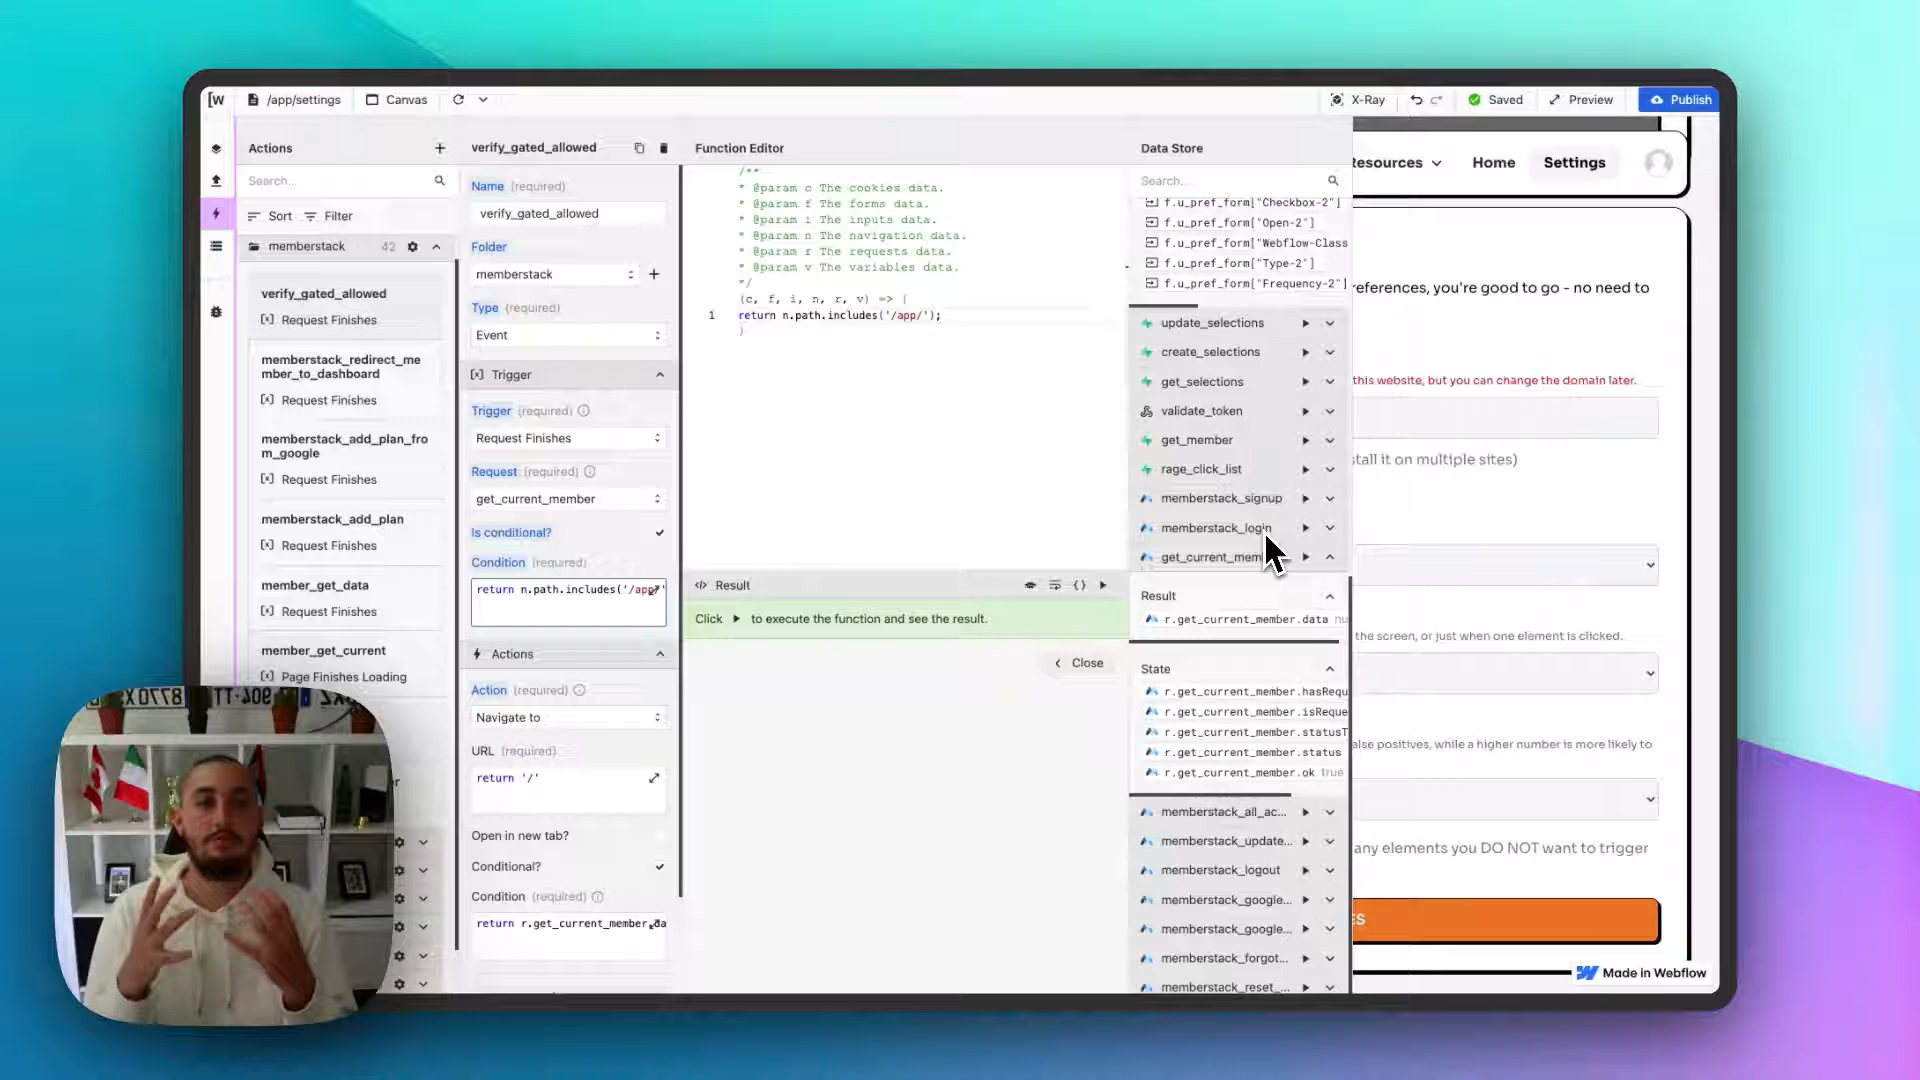 [W
/app/settings
Canvas
X-Ray
Saved
Preview
Publish
Actions
Search...
Sort
Filter
memberstack 42
verify_gated_allowed
Request Finishes
memberstack_redirect_me
mber_to_dashboard
Request Finishes
memberstack_add_plan_fro
m_google
Request Finishes
memberstack_add_plan
Request Finishes
member_get_data
Request Finishes
member_get_current
Page Finishes Loading
verify_gated_allowed
Name (required)
verify_gated_allowed
Folder
memberstack
Type (required)
Event
Trigger
Trigger (required)
Request Finishes
Request (required)
get_current_member
Is conditional?
Condition (required)
return n.path.includes('/app/'
Actions
Action (required)
Navigate to
URL (required)
return '/'
Open in new tab?
Conditional?
Condition (required)
return r.get_current_member.da
Function Editor
/**
* @param c The cookies data.
* @param f The forms data.
* @param i The inputs data.
* @param n The navigation data.
* @param r The requests data.
* @param v The variables data.
*/
(c, f, i, n, r, v) => {
1 return n.path.includes('/app/');
}
</> Result
Click ▶ to execute the function and see the result.
Close
Data Store
Search...
f.u_pref_form["Checkbox-2"]
f.u_pref_form["Open-2"]
f.u_pref_form["Webflow-Class
f.u_pref_form["Type-2"]
f.u_pref_form["Frequency-2"]
update_selections
create_selections
get_selections
validate_token
get_member
rage_click_list
memberstack_signup
memberstack_login
get_current_mem
Result
r.get_current_member.data nu
State
r.get_current_member.hasRequ
r.get_current_member.isReque
r.get_current_member.statusT
r.get_current_member.status
r.get_current_member.ok true
memberstack_all_ac...
memberstack_update...
memberstack_logout
memberstack_google...
memberstack_google...
memberstack_forgot...
memberstack_reset_...
Resources
Home
Settings
references, you're good to go - no need to
this website, but you can change the domain later.
stall it on multiple sites)
the screen, or just when one element is clicked.
alse positives, while a higher number is more likely to
any elements you DO NOT want to trigger
ES
Made in Webflow